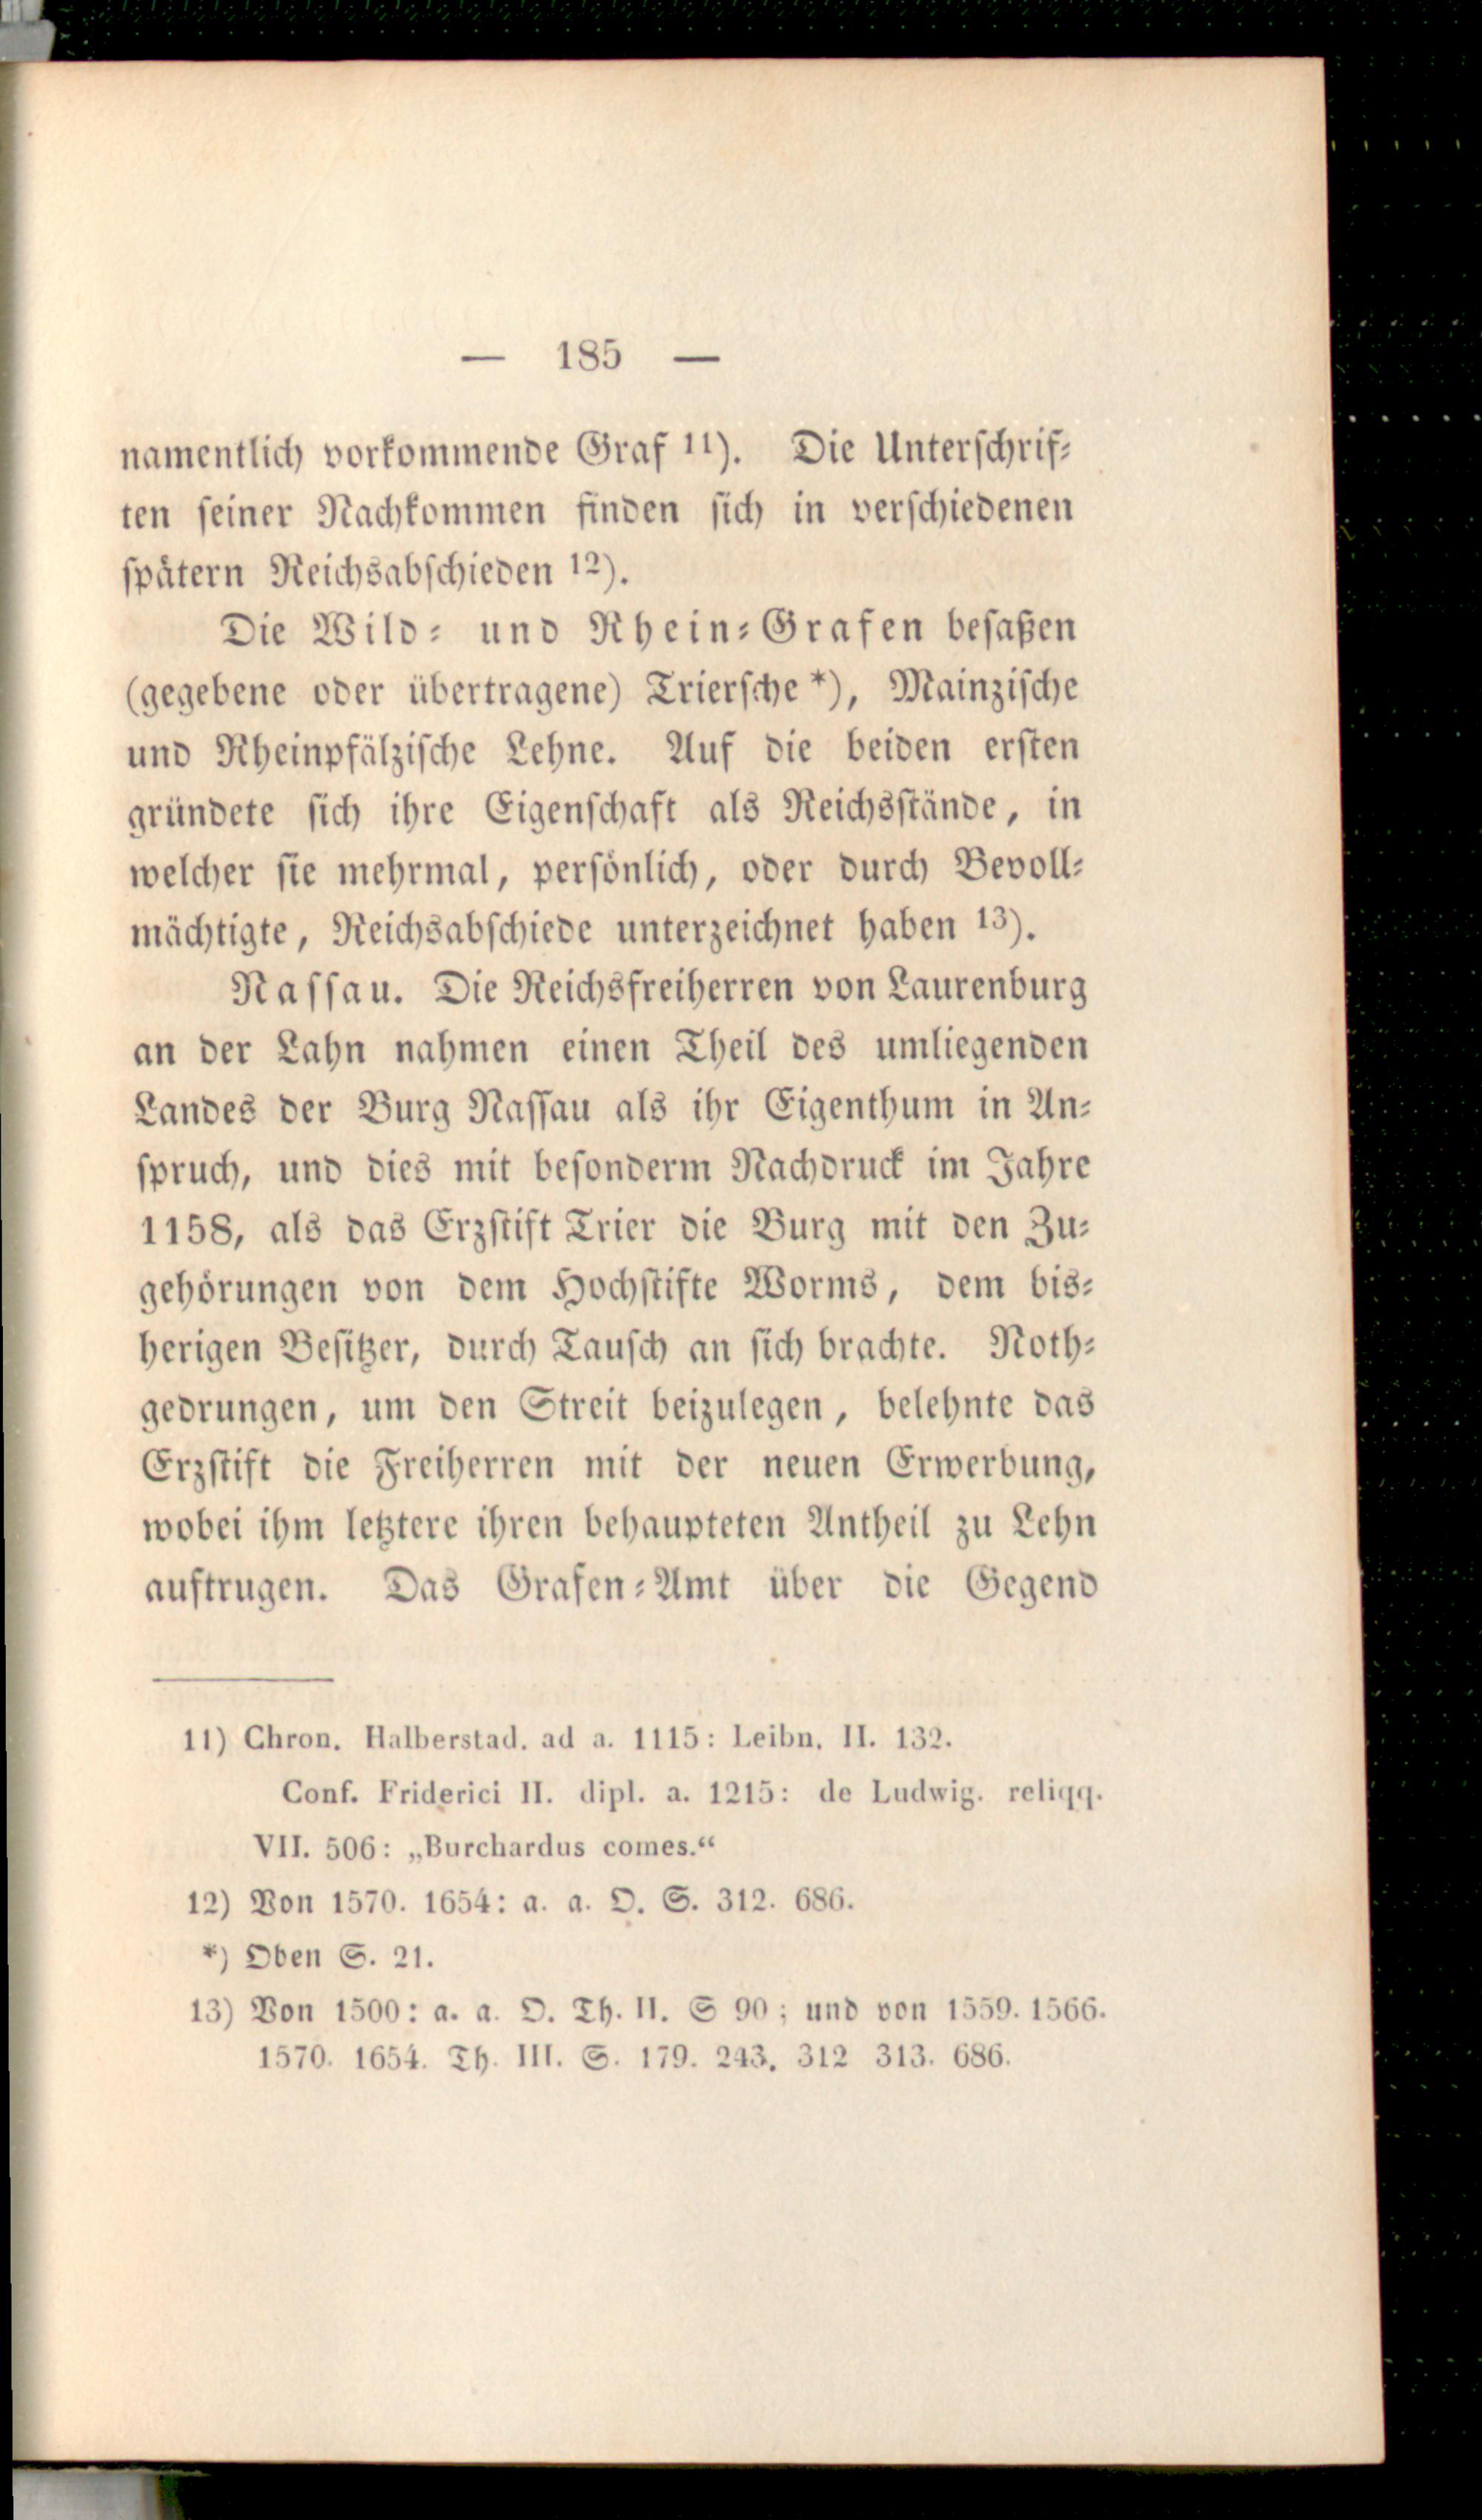 — 185 —
namentlich vorkommende Graf 11). Die Unterschrif-
ten seiner Nachkommen finden sich in verschiedenen
spätern Reichsabschieden 12).
Die Wild- und Rhein-Grafen besaßen
(gegebene oder übertragene) Triersche *), Mainzische
und Rheinpfälzische Lehne. Auf die beiden ersten
gründete sich ihre Eigenschaft als Reichsstände, in
welcher sie mehrmal, persönlich, oder durch Bevoll-
mächtigte, Reichsabschiede unterzeichnet haben 13).
Nassau. Die Reichsfreiherren von Laurenburg
an der Lahn nahmen einen Theil des umliegenden
Landes der Burg Nassau als ihr Eigenthum in An-
spruch, und dies mit besonderm Nachdruck im Jahre
1158, als das Erzstift Trier die Burg mit den Zu-
gehörungen von dem Hochstifte Worms, dem bis-
herigen Besitzer, durch Tausch an sich brachte. Noth-
gedrungen, um den Streit beizulegen, belehnte das
Erzstift die Freiherren mit der neuen Erwerbung,
wobei ihm letztere ihren behaupteten Antheil zu Lehn
auftrugen. Das Grafen-Amt über die Gegend
11) Chron. Halberstad. ad a. 1115: Leibn. II. 132.
Conf. Friderici II. dipl. a. 1215: de Ludwig. reliqq.
VII. 506: „Burchardus comes.“
12) Von 1570. 1654: a. a. O. S. 312. 686.
*) Oben S. 21.
13) Von 1500: a. a. O. Th. II. S 90; und von 1559. 1566.
1570. 1654. Th. III. S. 179. 243. 312 313. 686.